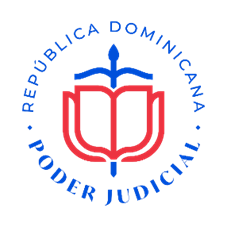 REPÚBLICA DOMINICANA
• PODER JUDICIAL •